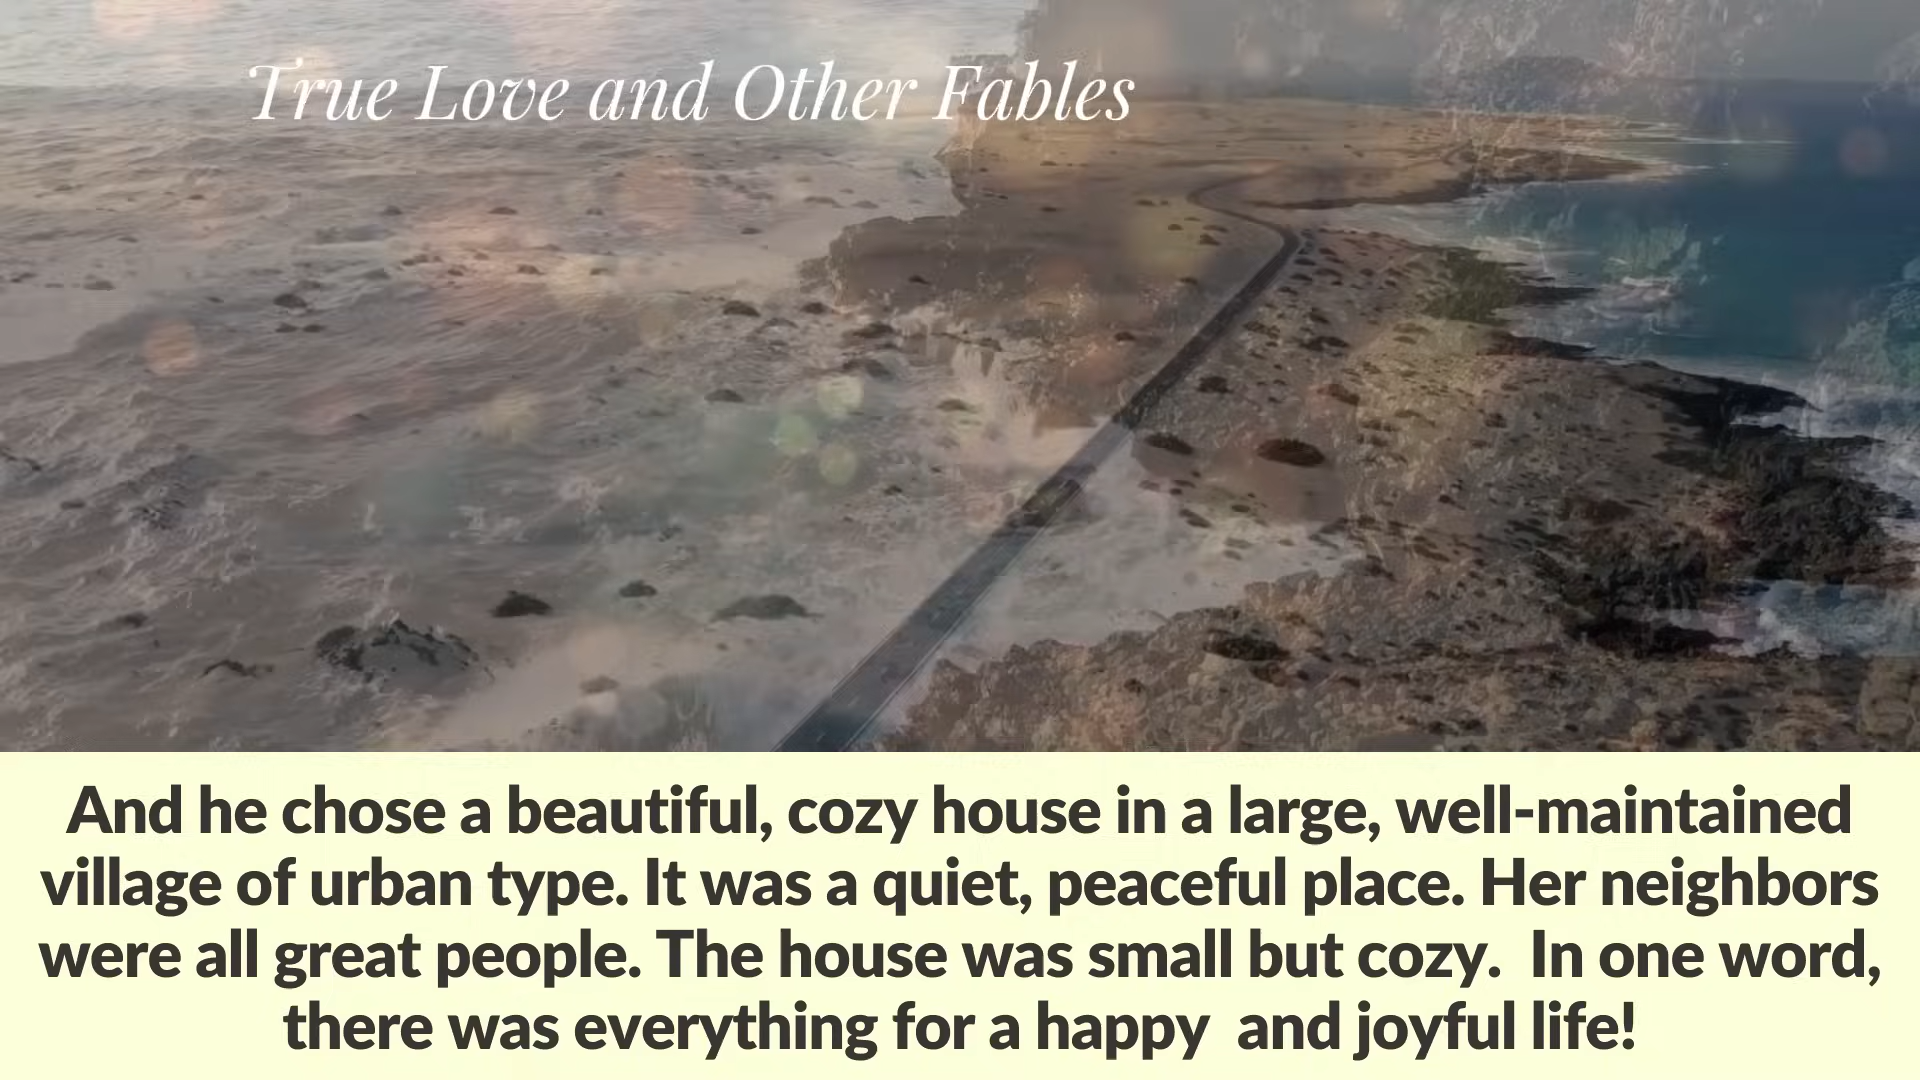 True Love and Other Fables
And he chose a beautiful, cozy house in a large, well-maintained
village of urban type. It was a quiet, peaceful place. Her neighbors
were all great people. The house was small but cozy.  In one word,
there was everything for a happy  and joyful life!